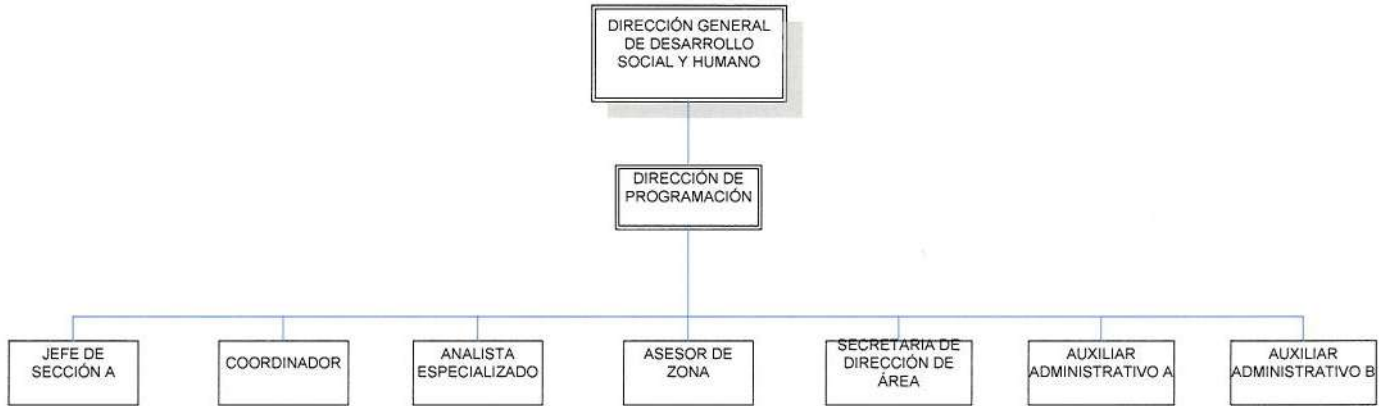 DIRECCIÓN GENERAL
DE DESARROLLO
SOCIAL Y HUMANO
DIRECCIÓN DE
PROGRAMACIÓN
JEFE DE
SECCIÓN A
COORDINADOR
ANALISTA
ESPECIALIZADO
ASESOR DE
ZONA
SECRETARIA DE
DIRECCIÓN DE
ÁREA
AUXILIAR
ADMINISTRATIVO A
AUXILIAR
ADMINISTRATIVO B